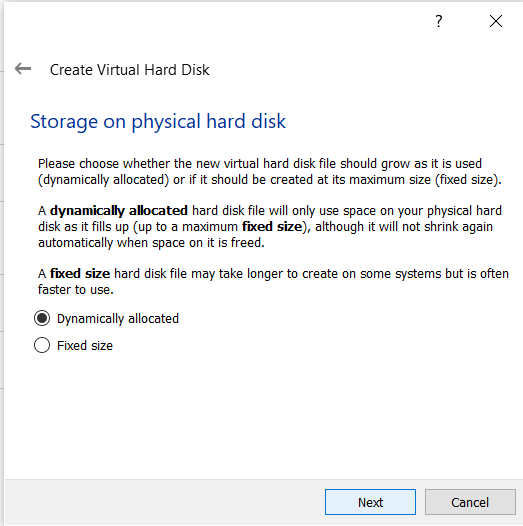 ?
Create Virtual Hard Disk
Storage on physical hard disk
Please choose whether the new virtual hard disk file should grow as it is used
(dynamically allocated) or if it should be created at its maximum size (fixed size).
A dynamically allocated hard disk file will only use space on your physical hard
disk as it fills up (up to a maximum fixed size), although it will not shrink again
automatically when space on it is freed.
A fixed size hard disk file may take longer to create on some systems but is often
faster to use.
Dynamically allocated
Fixed size
Next Cancel